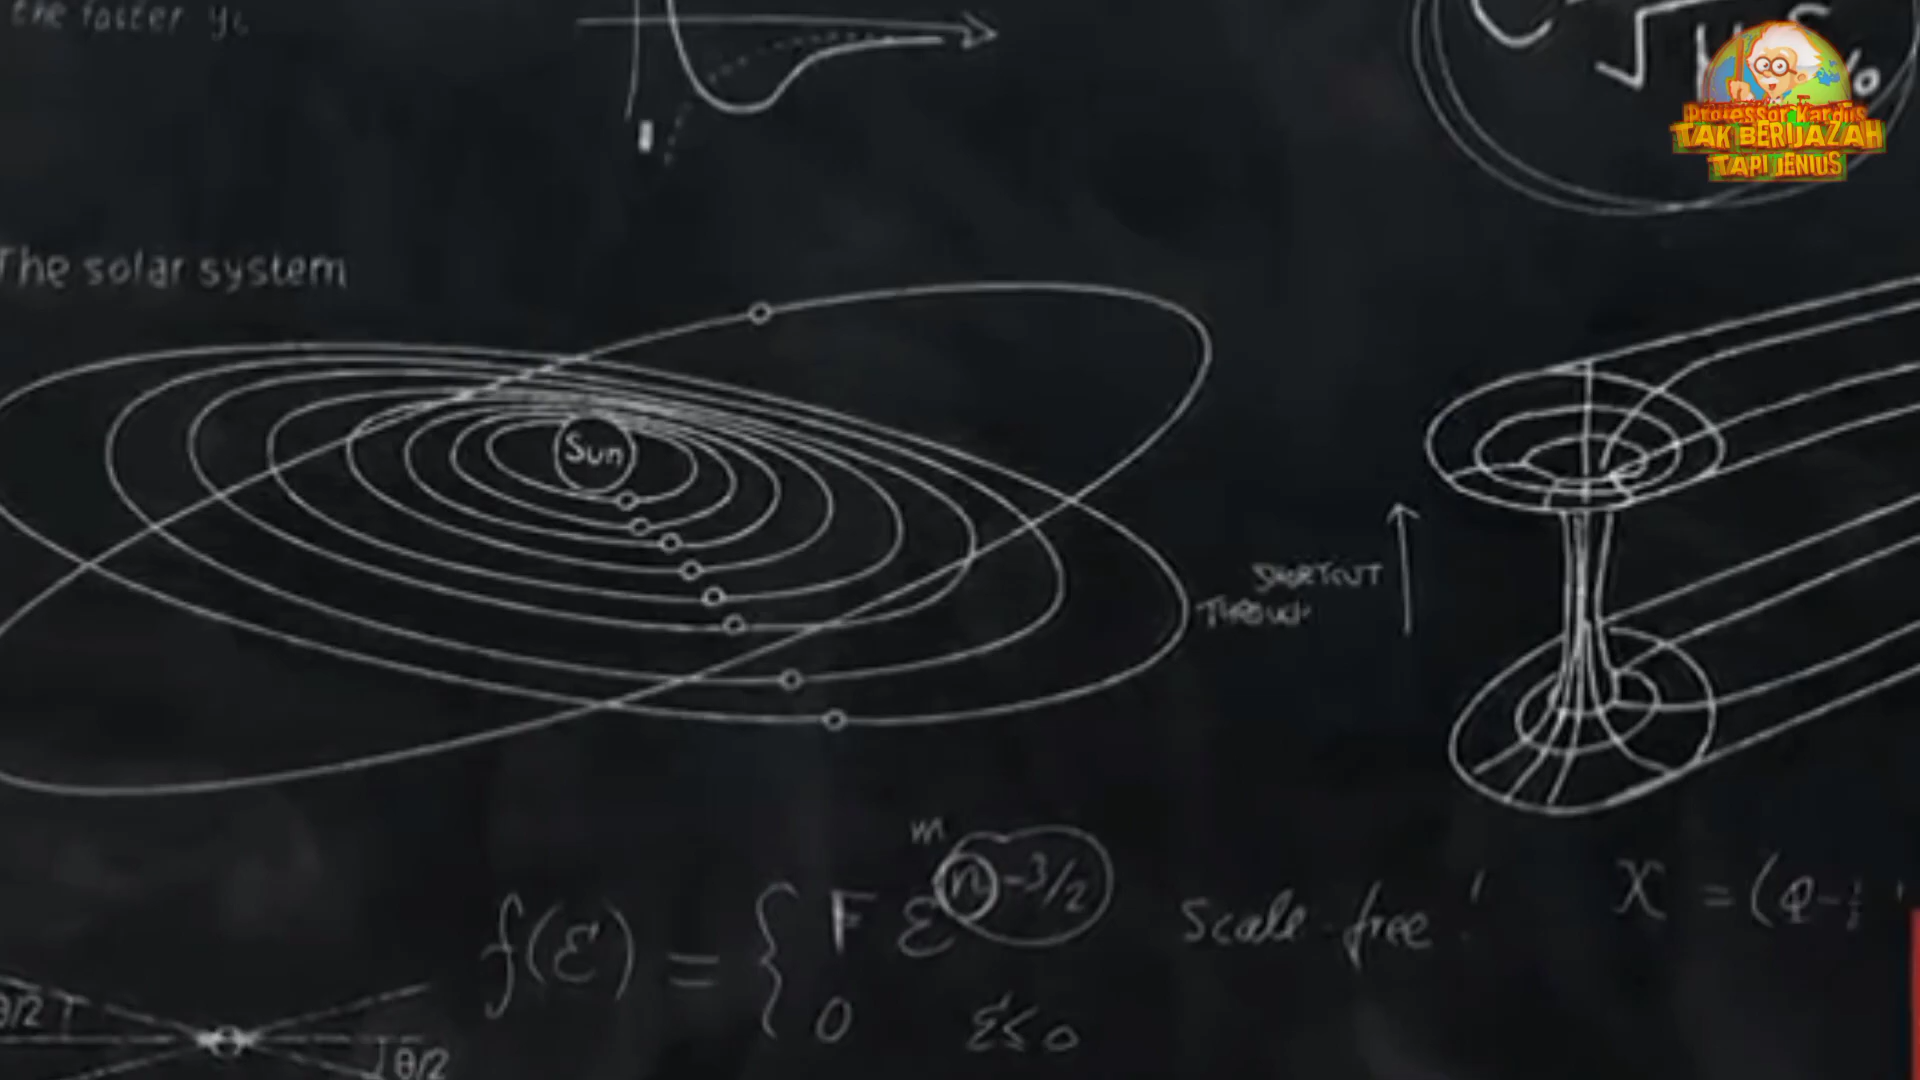 the faster yo
Professor Kardus
TAK BERIJAZAH
TAPI JENIUS
The solar system
Sun
SHORTCUT
THROUGH
m
f(ℰ) = { F ℰ n-3/2 Scale-free!
0 ℰ≤0
X = (Q-
θ/2
θ/2